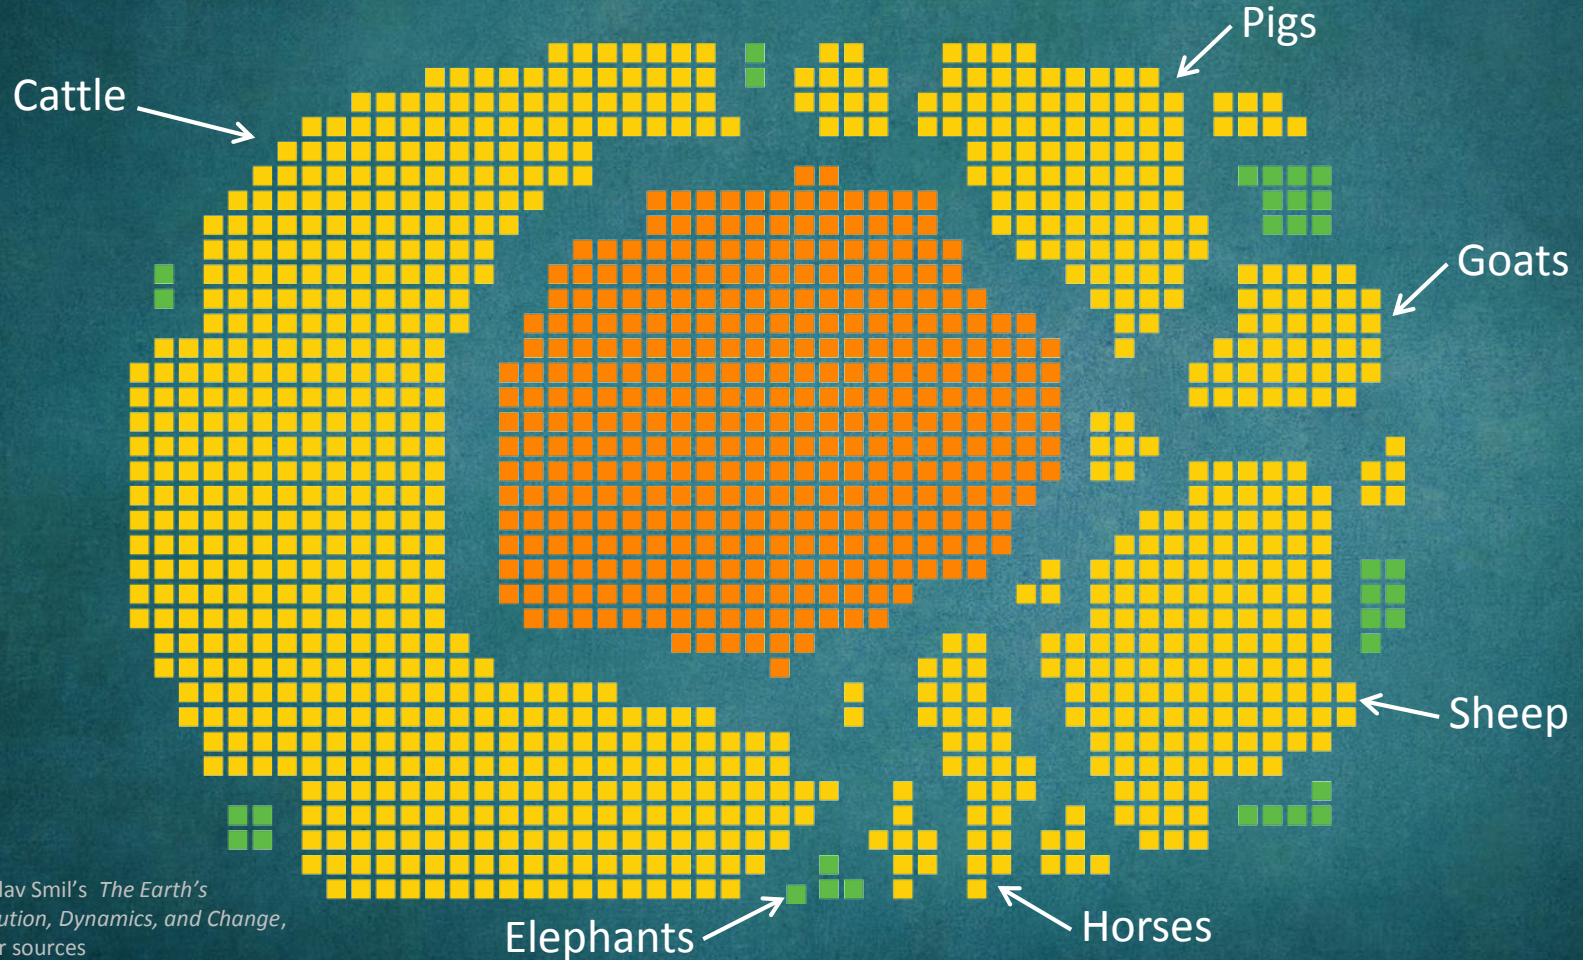 Pigs
Cattle
Goats
Sheep
lav Smil's The Earth's
ution, Dynamics, and Change,
r sources
Elephants
Horses